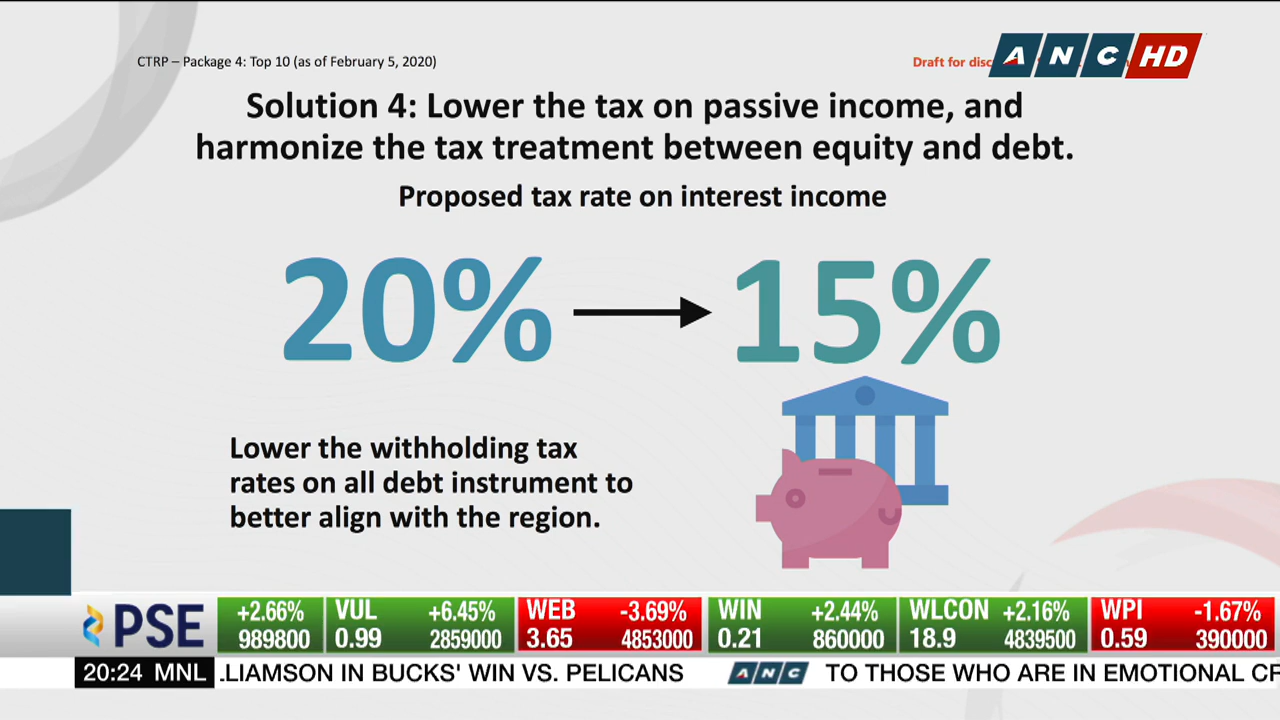 CTRP – Package 4: Top 10 (as of February 5, 2020)
Draft for disc
ANC HD
Solution 4: Lower the tax on passive income, and
harmonize the tax treatment between equity and debt.
Proposed tax rate on interest income
20% 15%
Lower the withholding tax
rates on all debt instrument to
better align with the region.
PSE
+2.66%
989800
VUL +6.45%
0.99 2859000
WEB -3.69%
3.65 4853000
WIN +2.44%
0.21 860000
WLCON +2.16%
18.9 4839500
WPI -1.67%
0.59 390000
20:24 MNL .LIAMSON IN BUCKS' WIN VS. PELICANS ANC TO THOSE WHO ARE IN EMOTIONAL